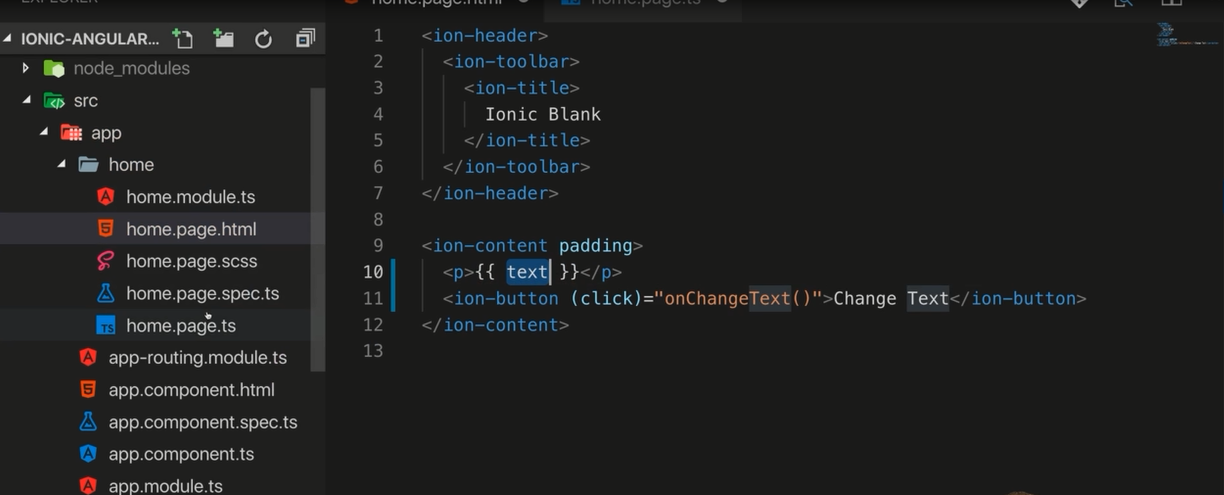 EXPLORER
IONIC-ANGULAR...
node_modules
src
app
home
home.module.ts
home.page.html
home.page.scss
home.page.spec.ts
home.page.ts
app-routing.module.ts
app.component.html
app.component.spec.ts
app.component.ts
app.module.ts
home.page.html
home.page.ts
1 <ion-header>
2 <ion-toolbar>
3 <ion-title>
4 Ionic Blank
5 </ion-title>
6 </ion-toolbar>
7 </ion-header>
8
9 <ion-content padding>
10 <p>{{ text }}</p>
11 <ion-button (click)="onChangeText()">Change Text</ion-button>
12 </ion-content>
13